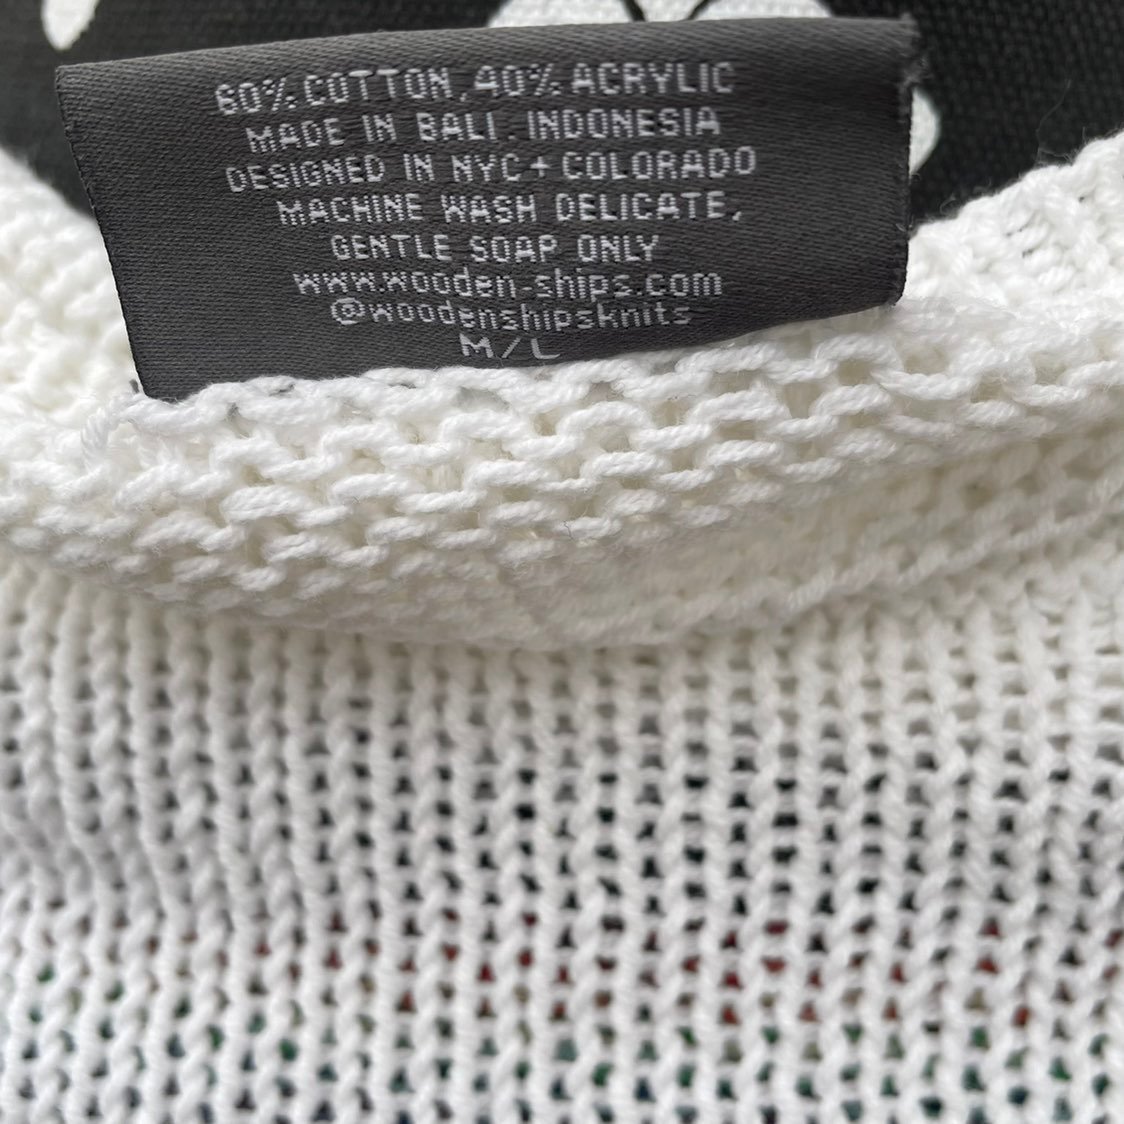 60% COTTON, 40% ACRYLIC
MADE IN BALI, INDONESIA
DESIGNED IN NYC + COLORADO
MACHINE WASH DELICATE,
GENTLE SOAP ONLY
www.wooden-ships.com
@woodenshipsknits
M/L